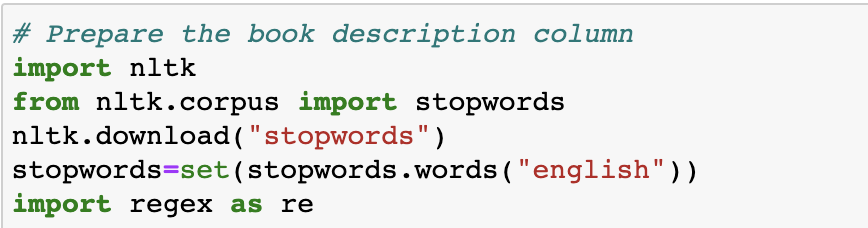 # Prepare the book description column
import nltk
from nltk.corpus import stopwords
nltk.download("stopwords")
stopwords=set(stopwords.words("english"))
import regex as re